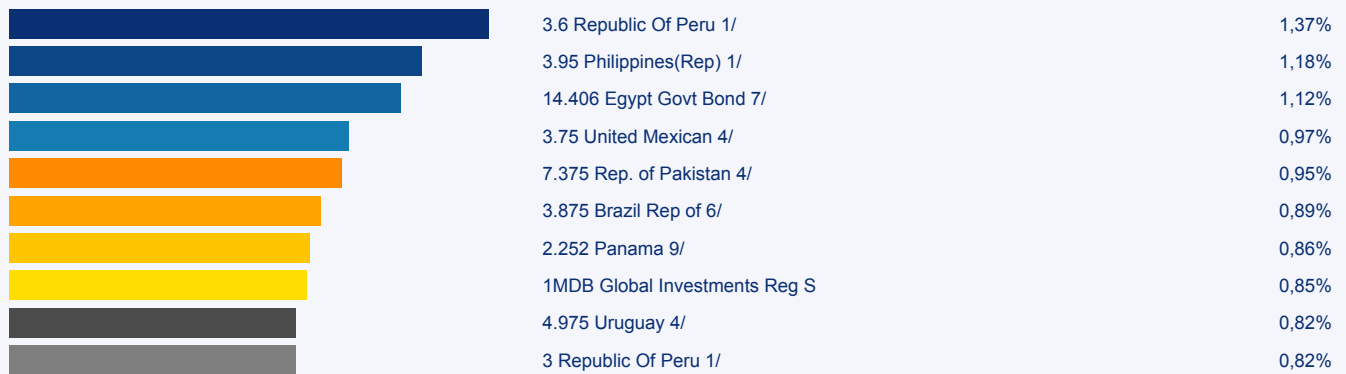 3.6 Republic Of Peru 1/ 1,37%
3.95 Philippines(Rep) 1/ 1,18%
14.406 Egypt Govt Bond 7/ 1,12%
3.75 United Mexican 4/ 0,97%
7.375 Rep. of Pakistan 4/ 0,95%
3.875 Brazil Rep of 6/ 0,89%
2.252 Panama 9/ 0,86%
1MDB Global Investments Reg S 0,85%
4.975 Uruguay 4/ 0,82%
3 Republic Of Peru 1/ 0,82%